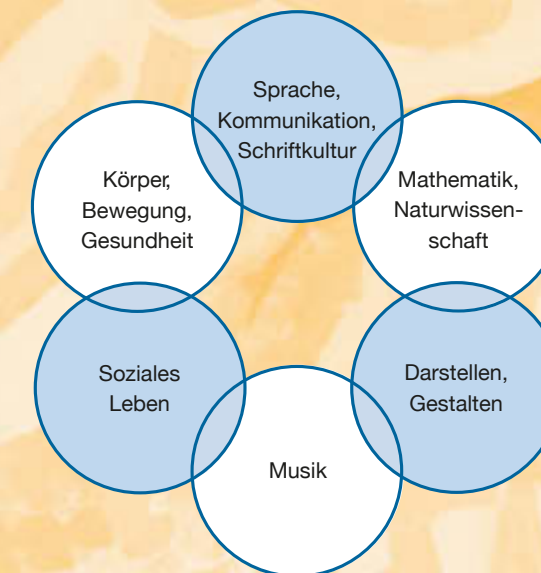 Sprache,
Kommunikation,
Schriftkultur
Körper,
Bewegung,
Gesundheit
Mathematik,
Naturwissen-
schaft
Soziales
Leben
Darstellen,
Gestalten
Musik